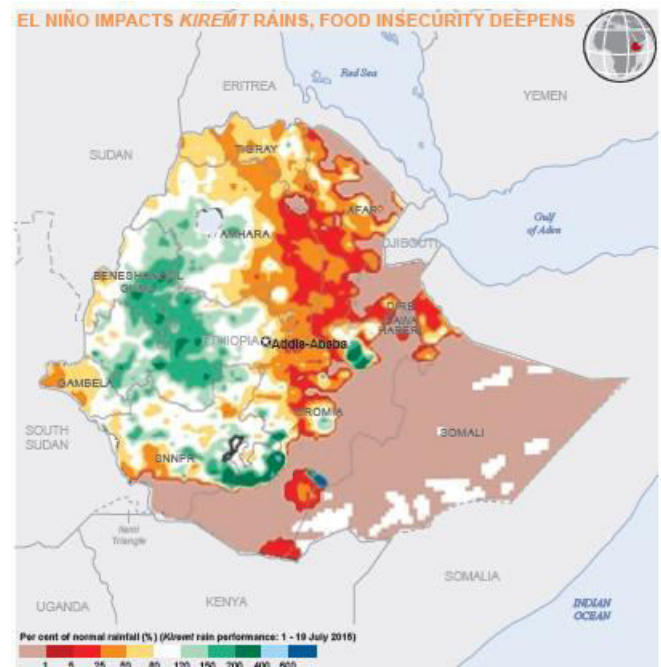 EL NIÑO IMPACTS KIREMT RAINS, FOOD INSECURITY DEEPENS
Red Sea
ERITREA
YEMEN
SUDAN
TIGRAY
AFAR
Gulf
of Aden
AMHARA
DJIBOUTI
BENESHANGUL
GUMU
DIRE
DAWA
HARERI
ETHIOPIA
Addis-Ababa
GAMBELA
OROMIA
SOMALI
SOUTH
SUDAN
SNNPR
Ilemi
Triangle
SOMALIA
UGANDA
KENYA
INDIAN
OCEAN
Per cent of normal rainfall (%) (Kiremt rain performance: 1 - 19 July 2015)
1 5 25 50 80 120 150 200 400 600